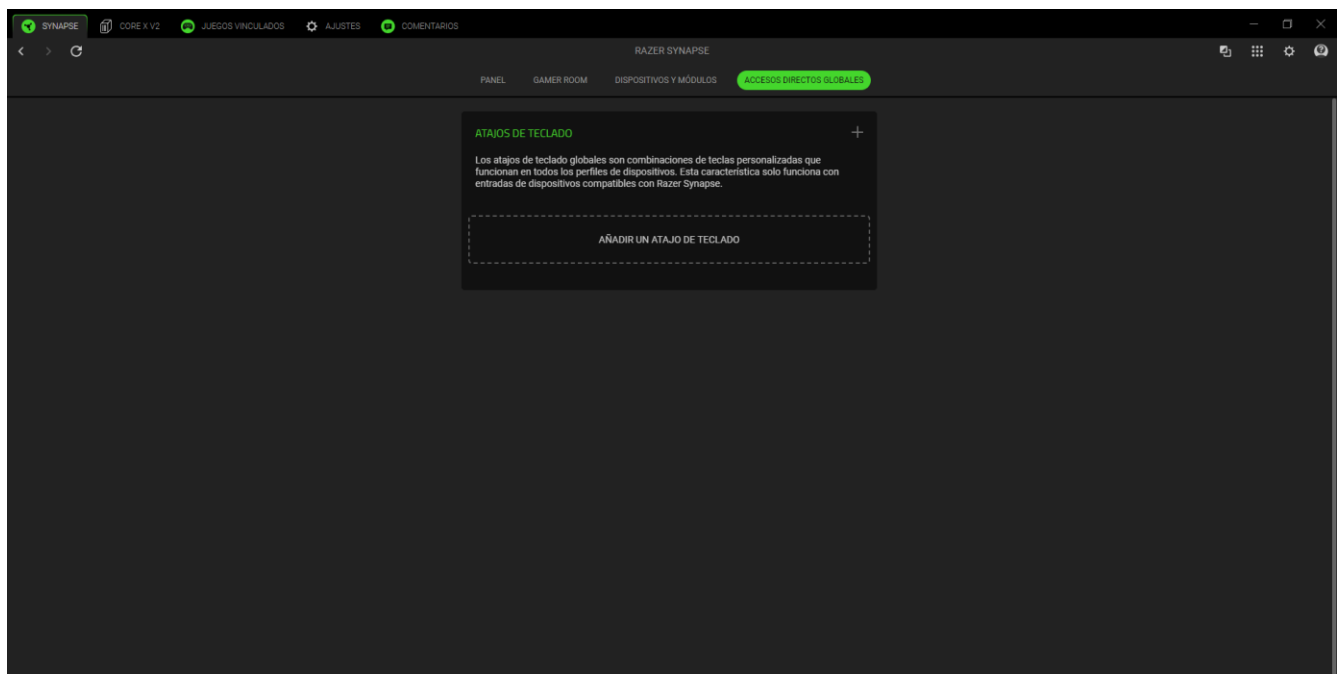 SYNAPSE CORE X V2 JUEGOS VINCULADOS AJUSTES COMENTARIOS
RAZER SYNAPSE
PANEL GAMER ROOM DISPOSITIVOS Y MÓDULOS ACCESOS DIRECTOS GLOBALES
ATAJOS DE TECLADO
Los atajos de teclado globales son combinaciones de teclas personalizadas que
funcionan en todos los perfiles de dispositivos. Esta característica solo funciona con
entradas de dispositivos compatibles con Razer Synapse.
AÑADIR UN ATAJO DE TECLADO